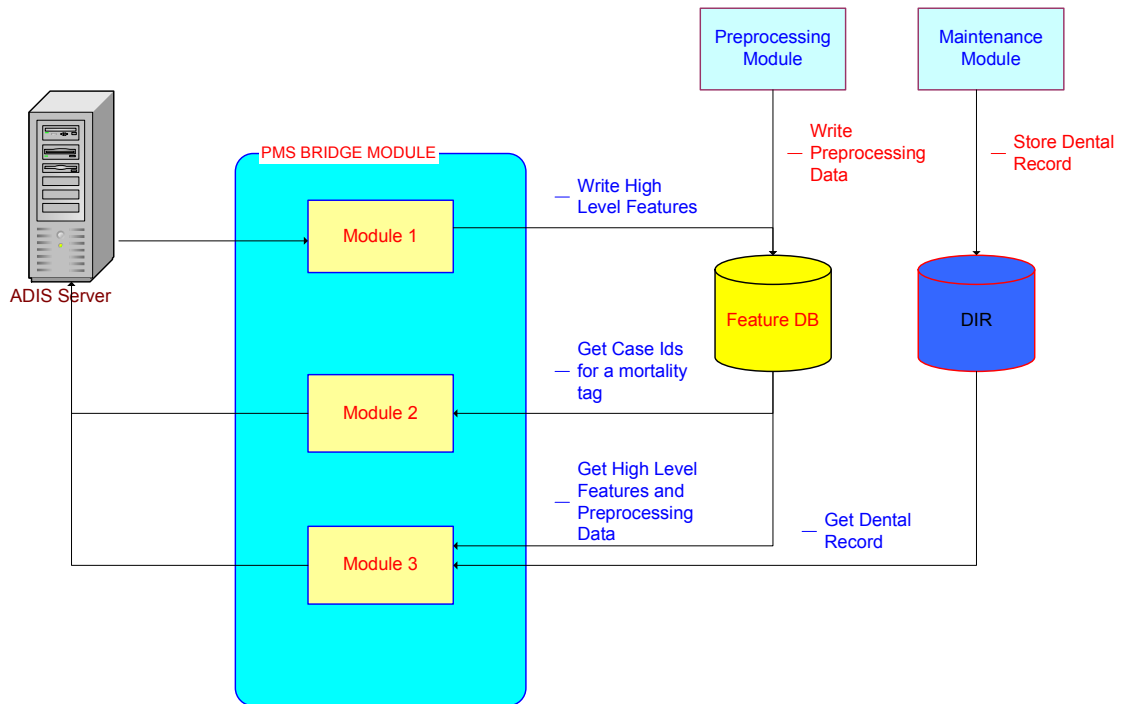 Preprocessing
Module
Maintenance
Module
Write
Preprocessing
Data
Store Dental
Record
PMS BRIDGE MODULE
Write High
Level Features
Module 1
ADIS Server
Feature DB
DIR
Get Case Ids
for a mortality
tag
Module 2
Get High Level
Features and
Preprocessing
Data
Get Dental
Record
Module 3